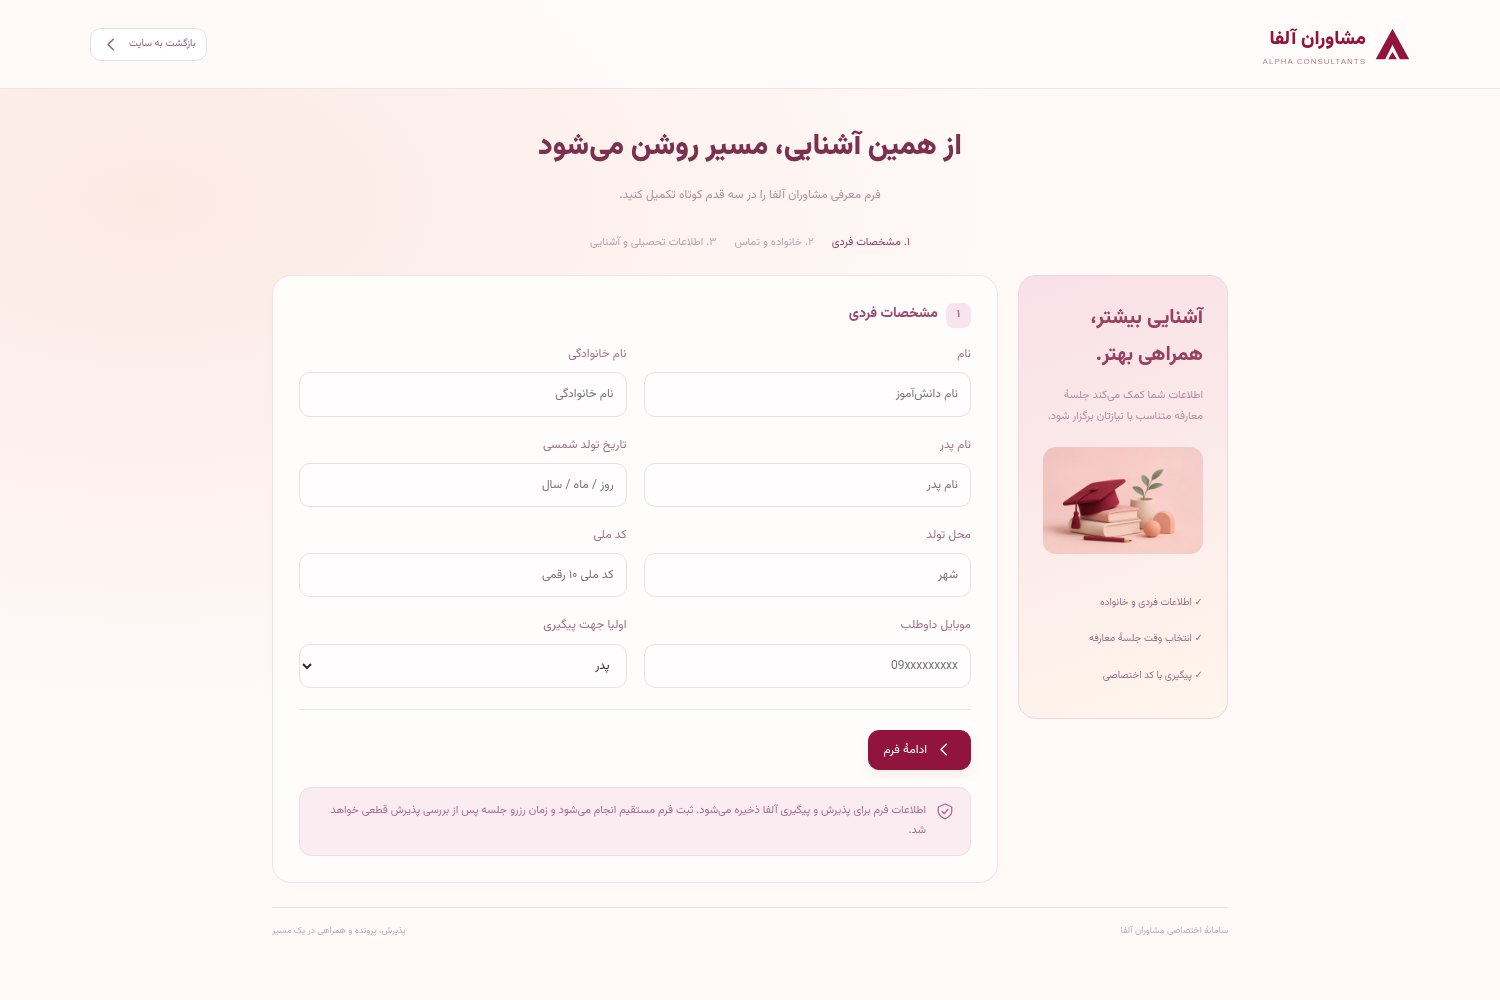 مشاوران آلفا
ALPHA CONSULTANTS
بازگشت به سایت
از همین آشنایی، مسیر روشن می‌شود
فرم معرفی مشاوران آلفا را در سه قدم کوتاه تکمیل کنید.
۱. مشخصات فردی
۲. خانواده و تماس
۳. اطلاعات تحصیلی و آشنایی
آشنایی بیشتر،
همراهی بهتر.
اطلاعات شما کمک می‌کند جلسهٔ
معارفه متناسب با نیازتان برگزار شود.
✓ اطلاعات فردی و خانواده
✓ انتخاب وقت جلسهٔ معارفه
✓ پیگیری با کد اختصاصی
۱ مشخصات فردی
نام
نام دانش‌آموز
نام خانوادگی
نام خانوادگی
نام پدر
نام پدر
تاریخ تولد شمسی
روز / ماه / سال
محل تولد
شهر
کد ملی
کد ملی ۱۰ رقمی
موبایل داوطلب
09xxxxxxxxx
اولیا جهت پیگیری
پدر
ادامهٔ فرم
اطلاعات فرم برای پذیرش و پیگیری آلفا ذخیره می‌شود. ثبت فرم مستقیم انجام می‌شود و زمان رزرو جلسه پس از بررسی پذیرش قطعی خواهد
شد.
سامانهٔ اختصاصی مشاوران آلفا
پذیرش، پرونده و همراهی در یک مسیر